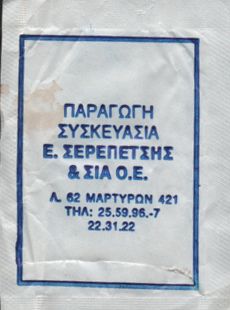 ΠΑΡΑΓΩΓΗ
ΣΥΣΚΕΥΑΣΙΑ
Ε. ΣΕΡΕΠΕΤΣΗΣ
& ΣΙΑ Ο.Ε.
Λ. 62 ΜΑΡΤΥΡΩΝ 421
ΤΗΛ: 25.59.96.-7
22.31.22